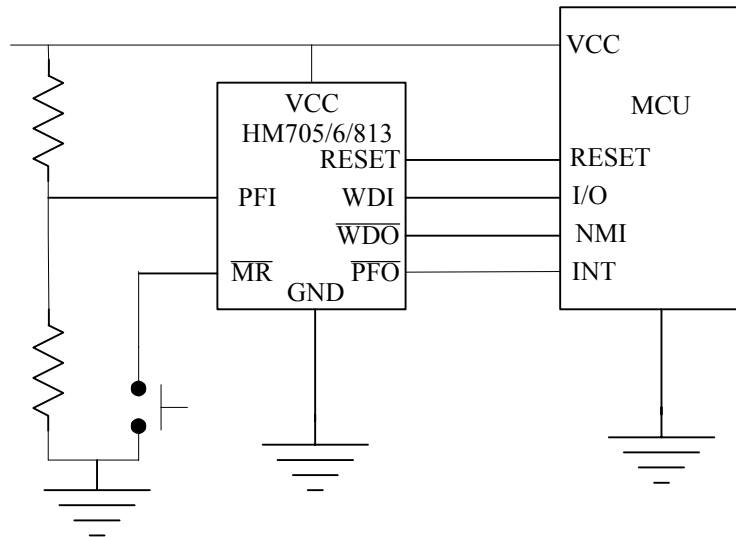 VCC
MCU
VCC
HM705/6/813
RESET
RESET
PFI
WDI
I/O
WDO
NMI
MR
PFO
INT
GND